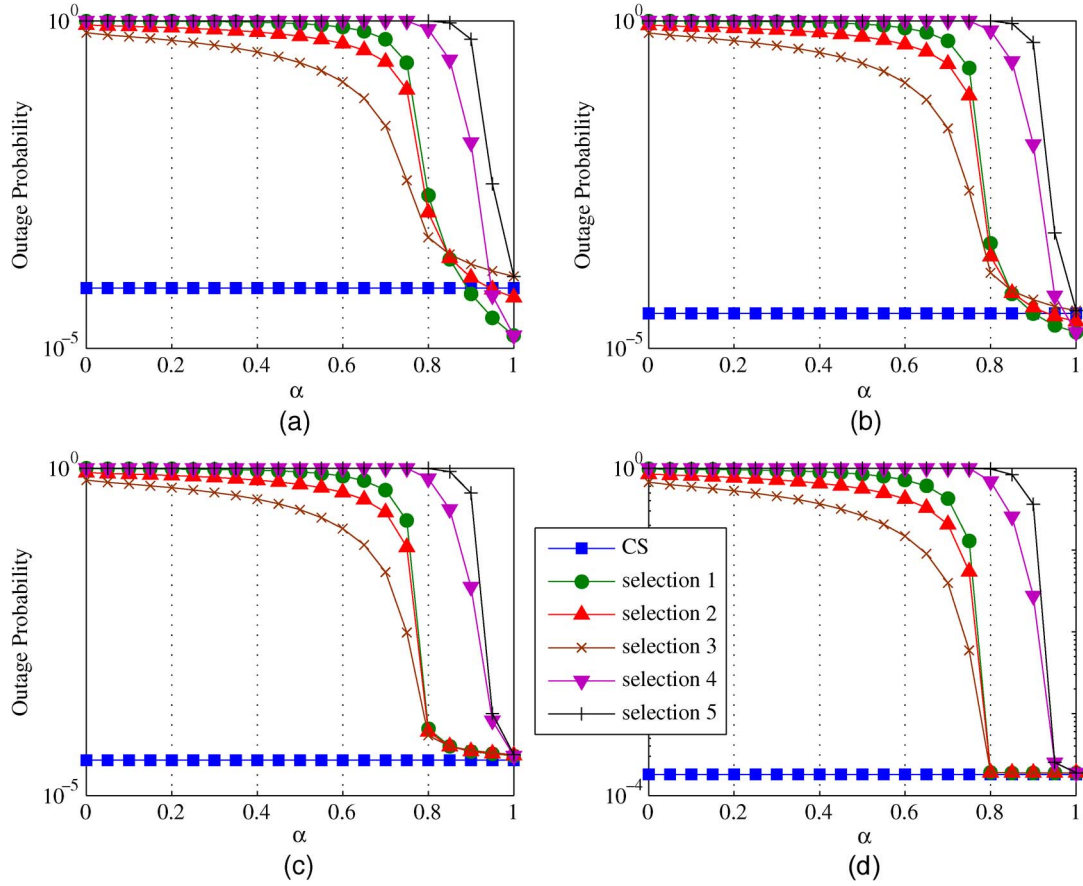 Outage Probability
10^0
10^-5
0 0.2 0.4 0.6 0.8 1
α
(a)
Outage Probability
10^0
10^-5
0 0.2 0.4 0.6 0.8 1
α
(b)
Outage Probability
10^0
10^-5
0 0.2 0.4 0.6 0.8 1
α
(c)
10^0
10^-4
0 0.2 0.4 0.6 0.8 1
α
(d)
CS
selection 1
selection 2
selection 3
selection 4
selection 5